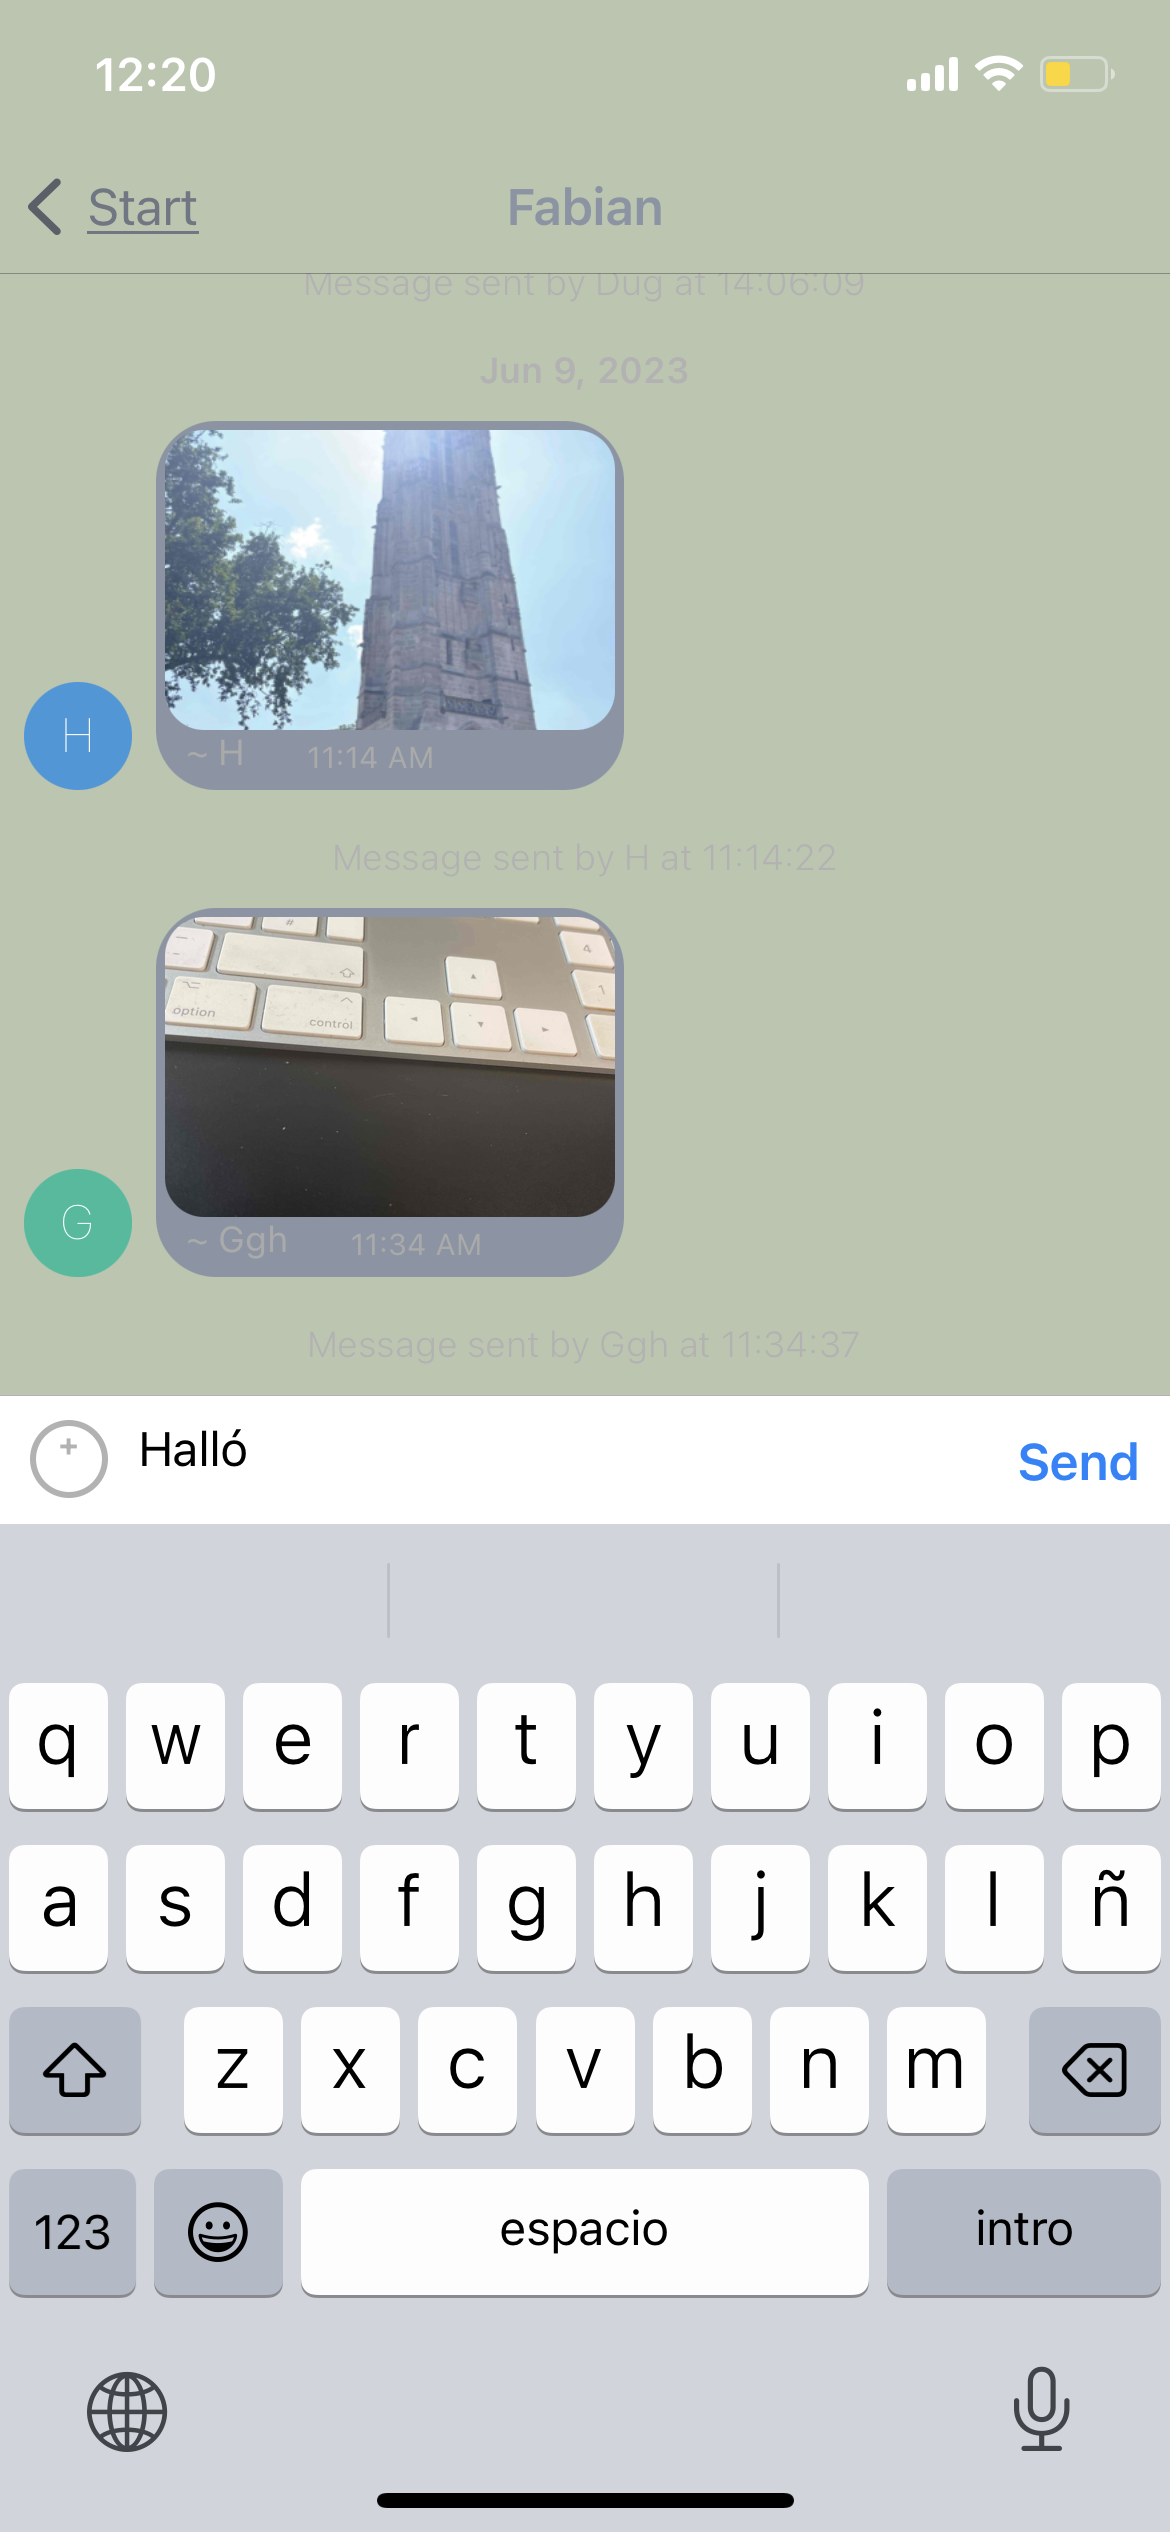 12:20
Start
Fabian
Message sent by Dug at 14:06:09
Jun 9, 2023
H
~ H 11:14 AM
Message sent by H at 11:14:22
#
4
1
option
control
G
~ Ggh 11:34 AM
Message sent by Ggh at 11:34:37
Halló
Send
q w e r t y u i o p
a s d f g h j k l ñ
z x c v b n m
123
espacio
intro